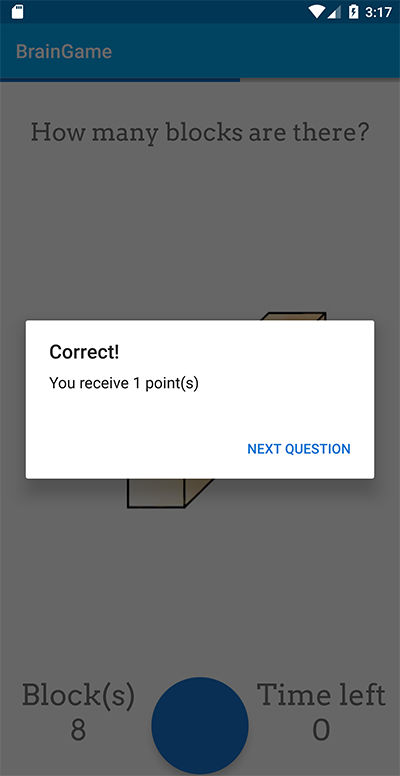 3:17
BrainGame
How many blocks are there?
Correct!
You receive 1 point(s)
NEXT QUESTION
Block(s)
8
Time left
0